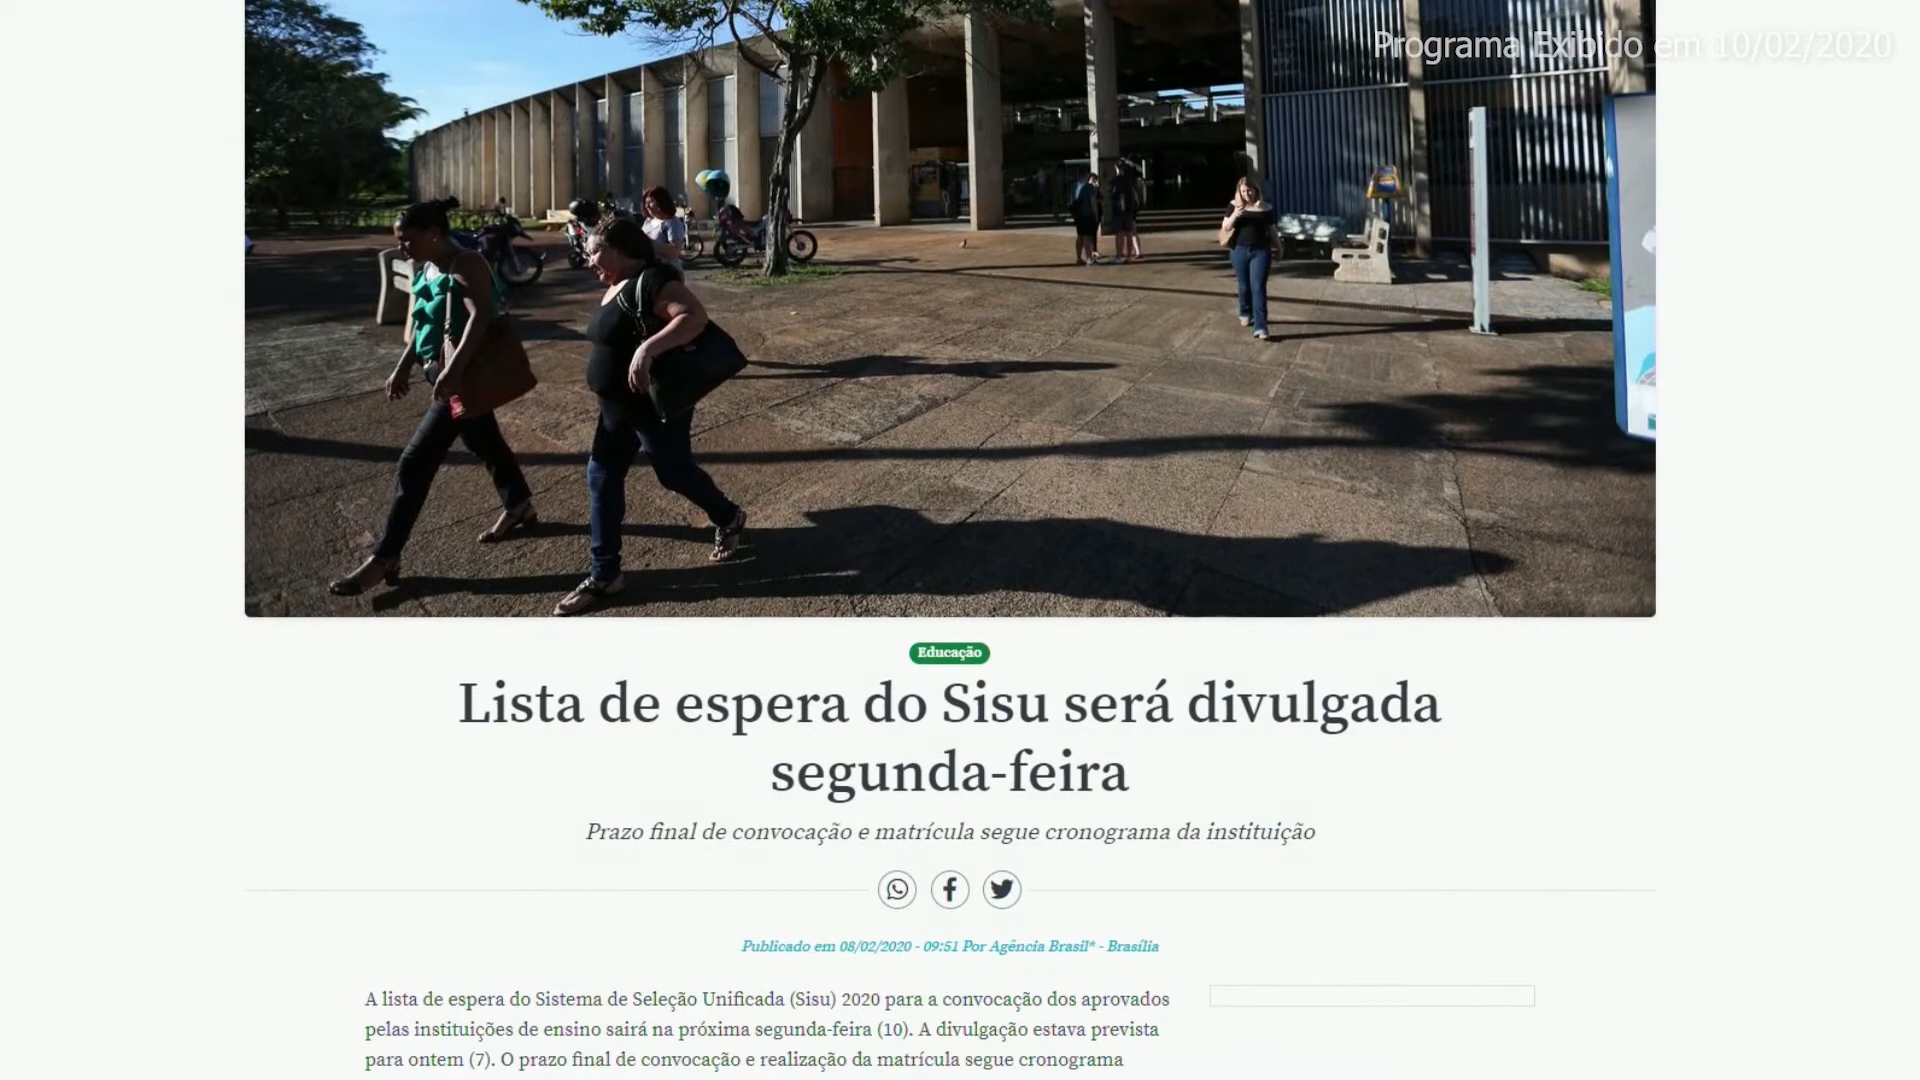 Programa Exibido em 10/02/2020
Educação
Lista de espera do Sisu será divulgada
segunda-feira
Prazo final de convocação e matrícula segue cronograma da instituição
Publicado em 08/02/2020 - 09:51 Por Agência Brasil* - Brasília
A lista de espera do Sistema de Seleção Unificada (Sisu) 2020 para a convocação dos aprovados
pelas instituições de ensino sairá na próxima segunda-feira (10). A divulgação estava prevista
para ontem (7). O prazo final de convocação e realização da matrícula segue cronograma